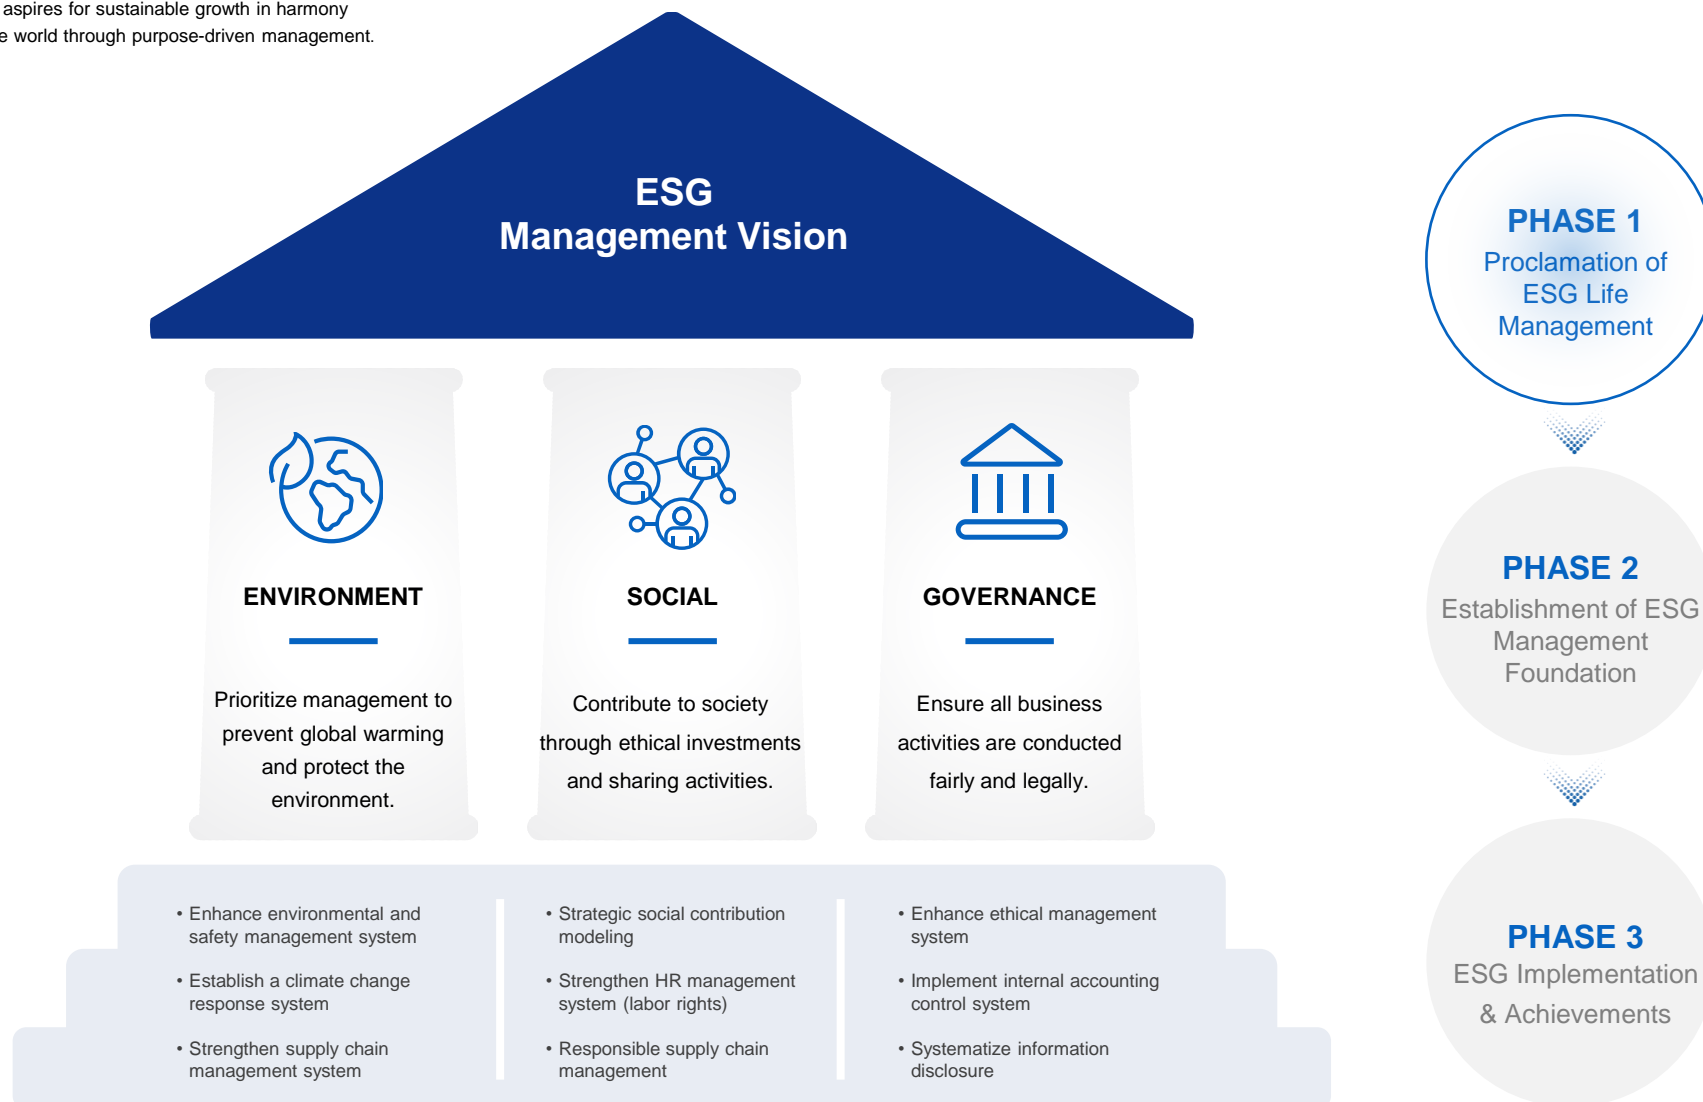 aspires for sustainable growth in harmony
world through purpose-driven management.
ESG
Management Vision
ENVIRONMENT
Prioritize management to
prevent global warming
and protect the
environment.
SOCIAL
Contribute to society
through ethical investments
and sharing activities.
GOVERNANCE
Ensure all business
activities are conducted
fairly and legally.
• Enhance environmental and
safety management system
• Establish a climate change
response system
• Strengthen supply chain
management system
• Strategic social contribution
modeling
• Strengthen HR management
system (labor rights)
• Responsible supply chain
management
• Enhance ethical management
system
• Implement internal accounting
control system
• Systematize information
disclosure
PHASE 1
Proclamation of
ESG Life
Management
PHASE 2
Establishment of ESG
Management
Foundation
PHASE 3
ESG Implementation
& Achievements